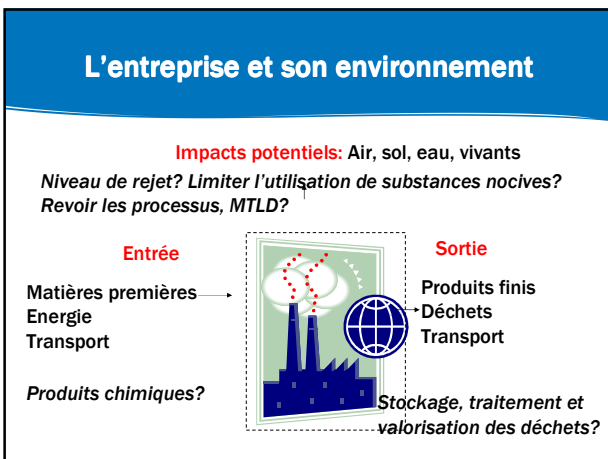 L'entreprise et son environnement
Impacts potentiels: Air, sol, eau, vivants
Niveau de rejet? Limiter l'utilisation de substances nocives?
Revoir les processus, MTLD?
Entrée
Matières premières
Energie
Transport
Produits chimiques?
Sortie
Produits finis
Déchets
Transport
Stockage, traitement et
valorisation des déchets?